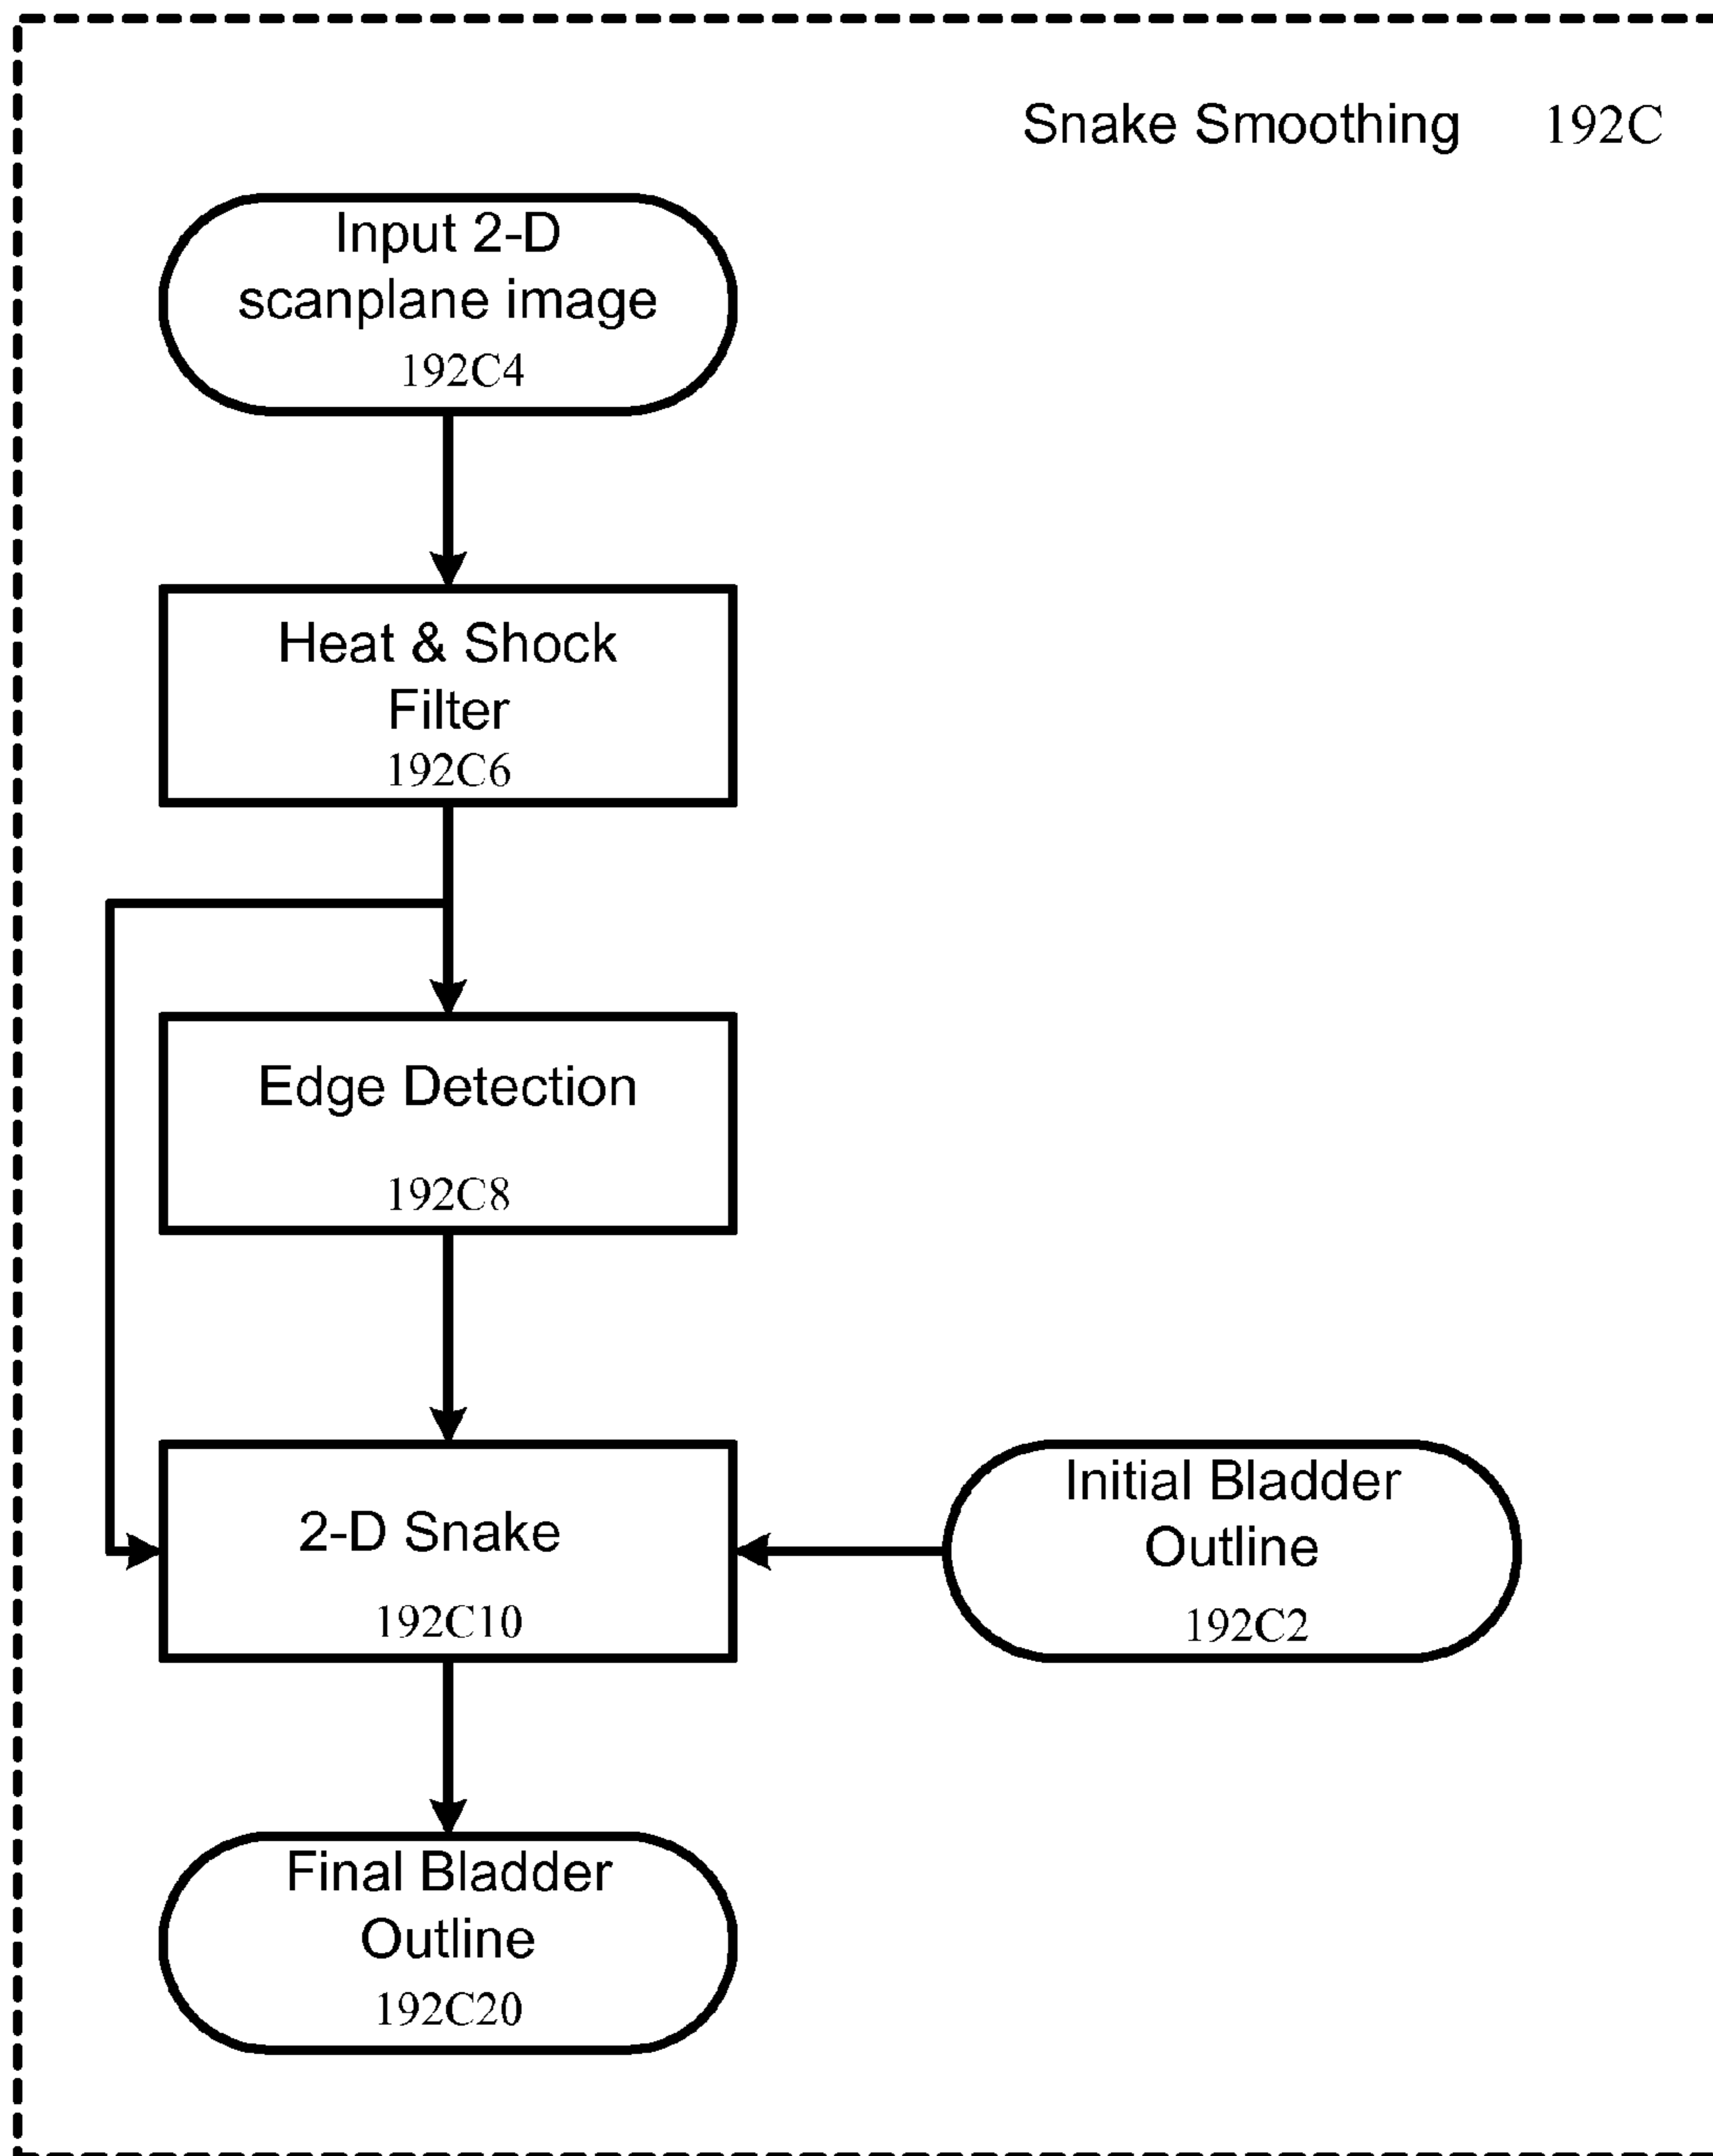 Snake Smoothing 192C
Input 2-D
scanplane image
192C4
Heat & Shock
Filter
192C6
Edge Detection
192C8
2-D Snake
192C10
Initial Bladder
Outline
192C2
Final Bladder
Outline
192C20